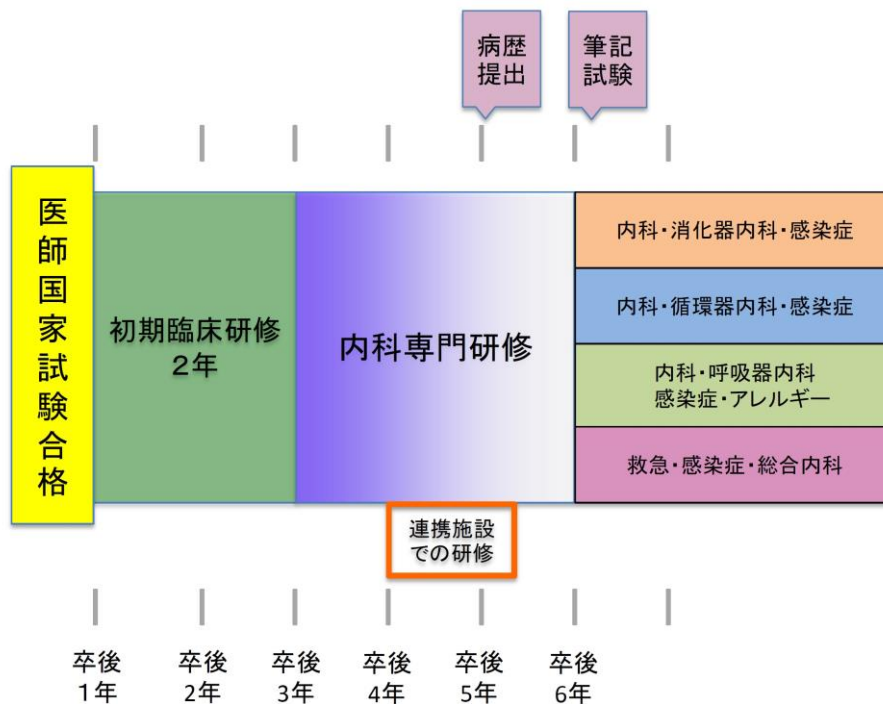 病歴
提出
筆記
試験
医師国家試験合格
初期臨床研修
2年
内科専門研修
内科・消化器内科・感染症
内科・循環器内科・感染症
内科・呼吸器内科
感染症・アレルギー
救急・感染症・総合内科
連携施設
での研修
卒後
1年
卒後
2年
卒後
3年
卒後
4年
卒後
5年
卒後
6年